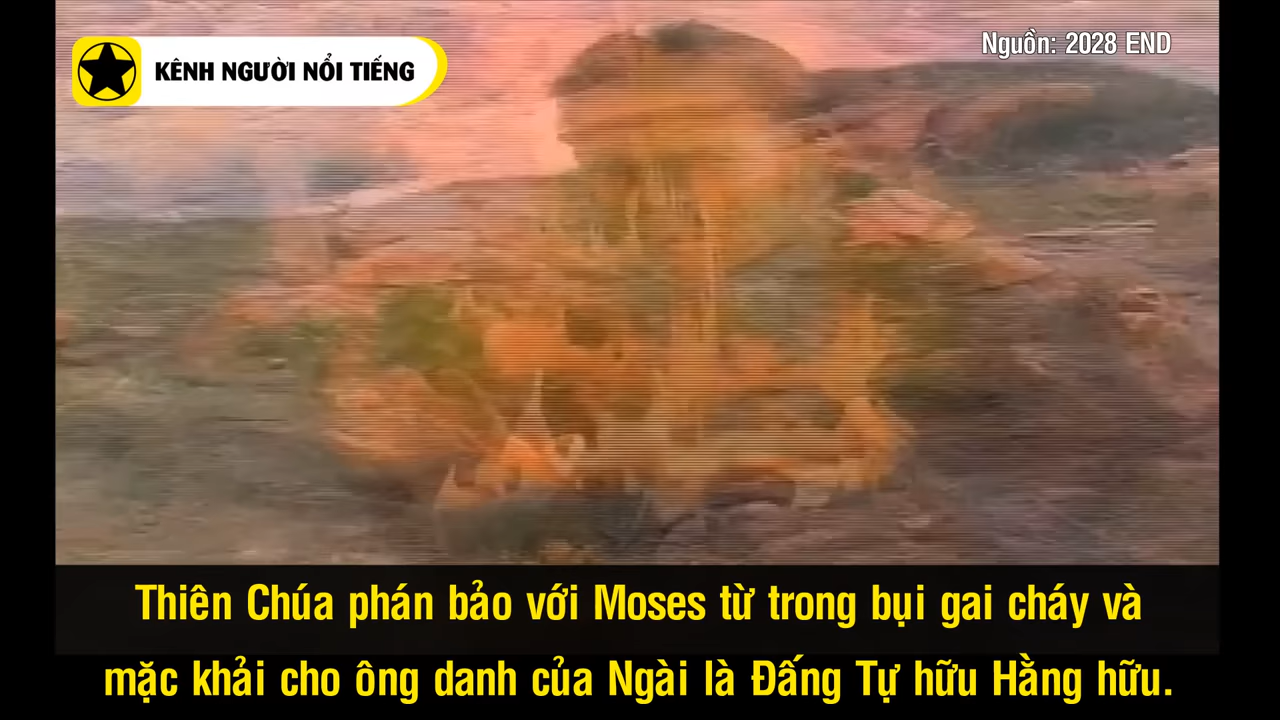 KÊNH NGƯỜI NỔI TIẾNG
Nguồn: 2028 END
Thiên Chúa phán bảo với Moses từ trong bụi gai cháy và
mặc khải cho ông danh của Ngài là Đấng Tự hữu Hằng hữu.